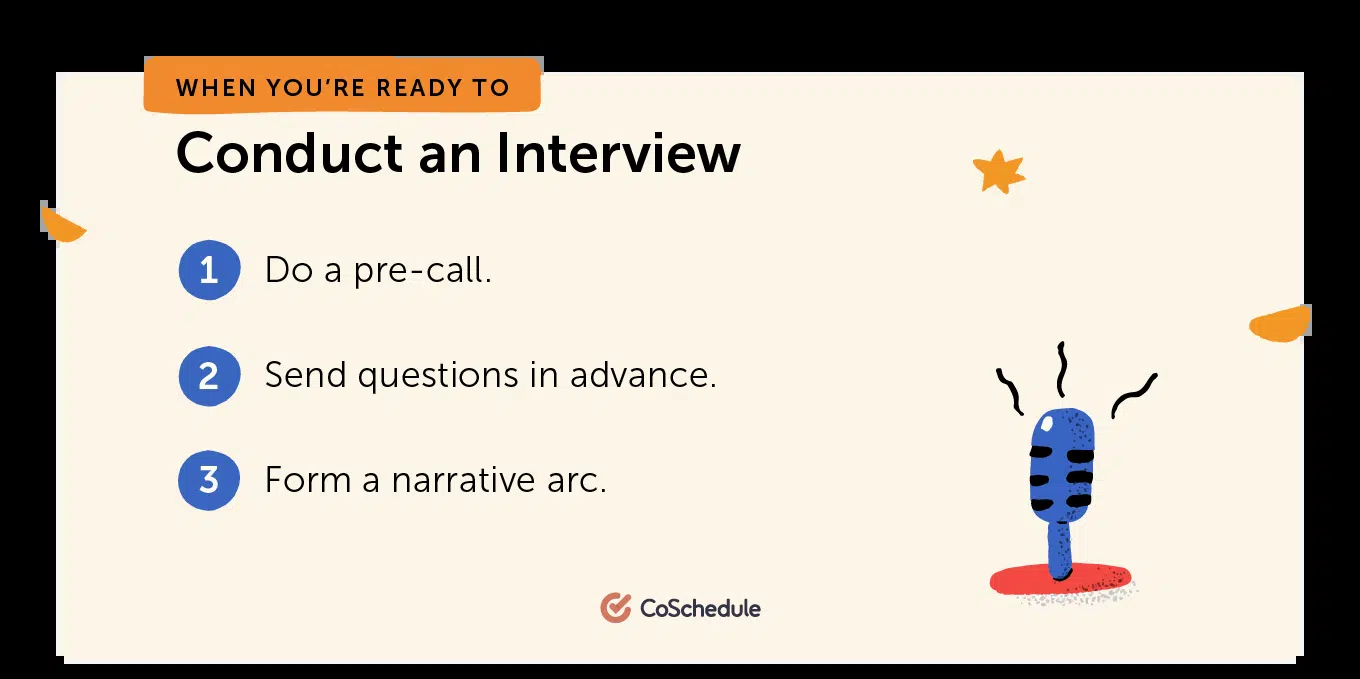 WHEN YOU’RE READY TO
Conduct an Interview
1 Do a pre-call.
2 Send questions in advance.
3 Form a narrative arc.
CoSchedule